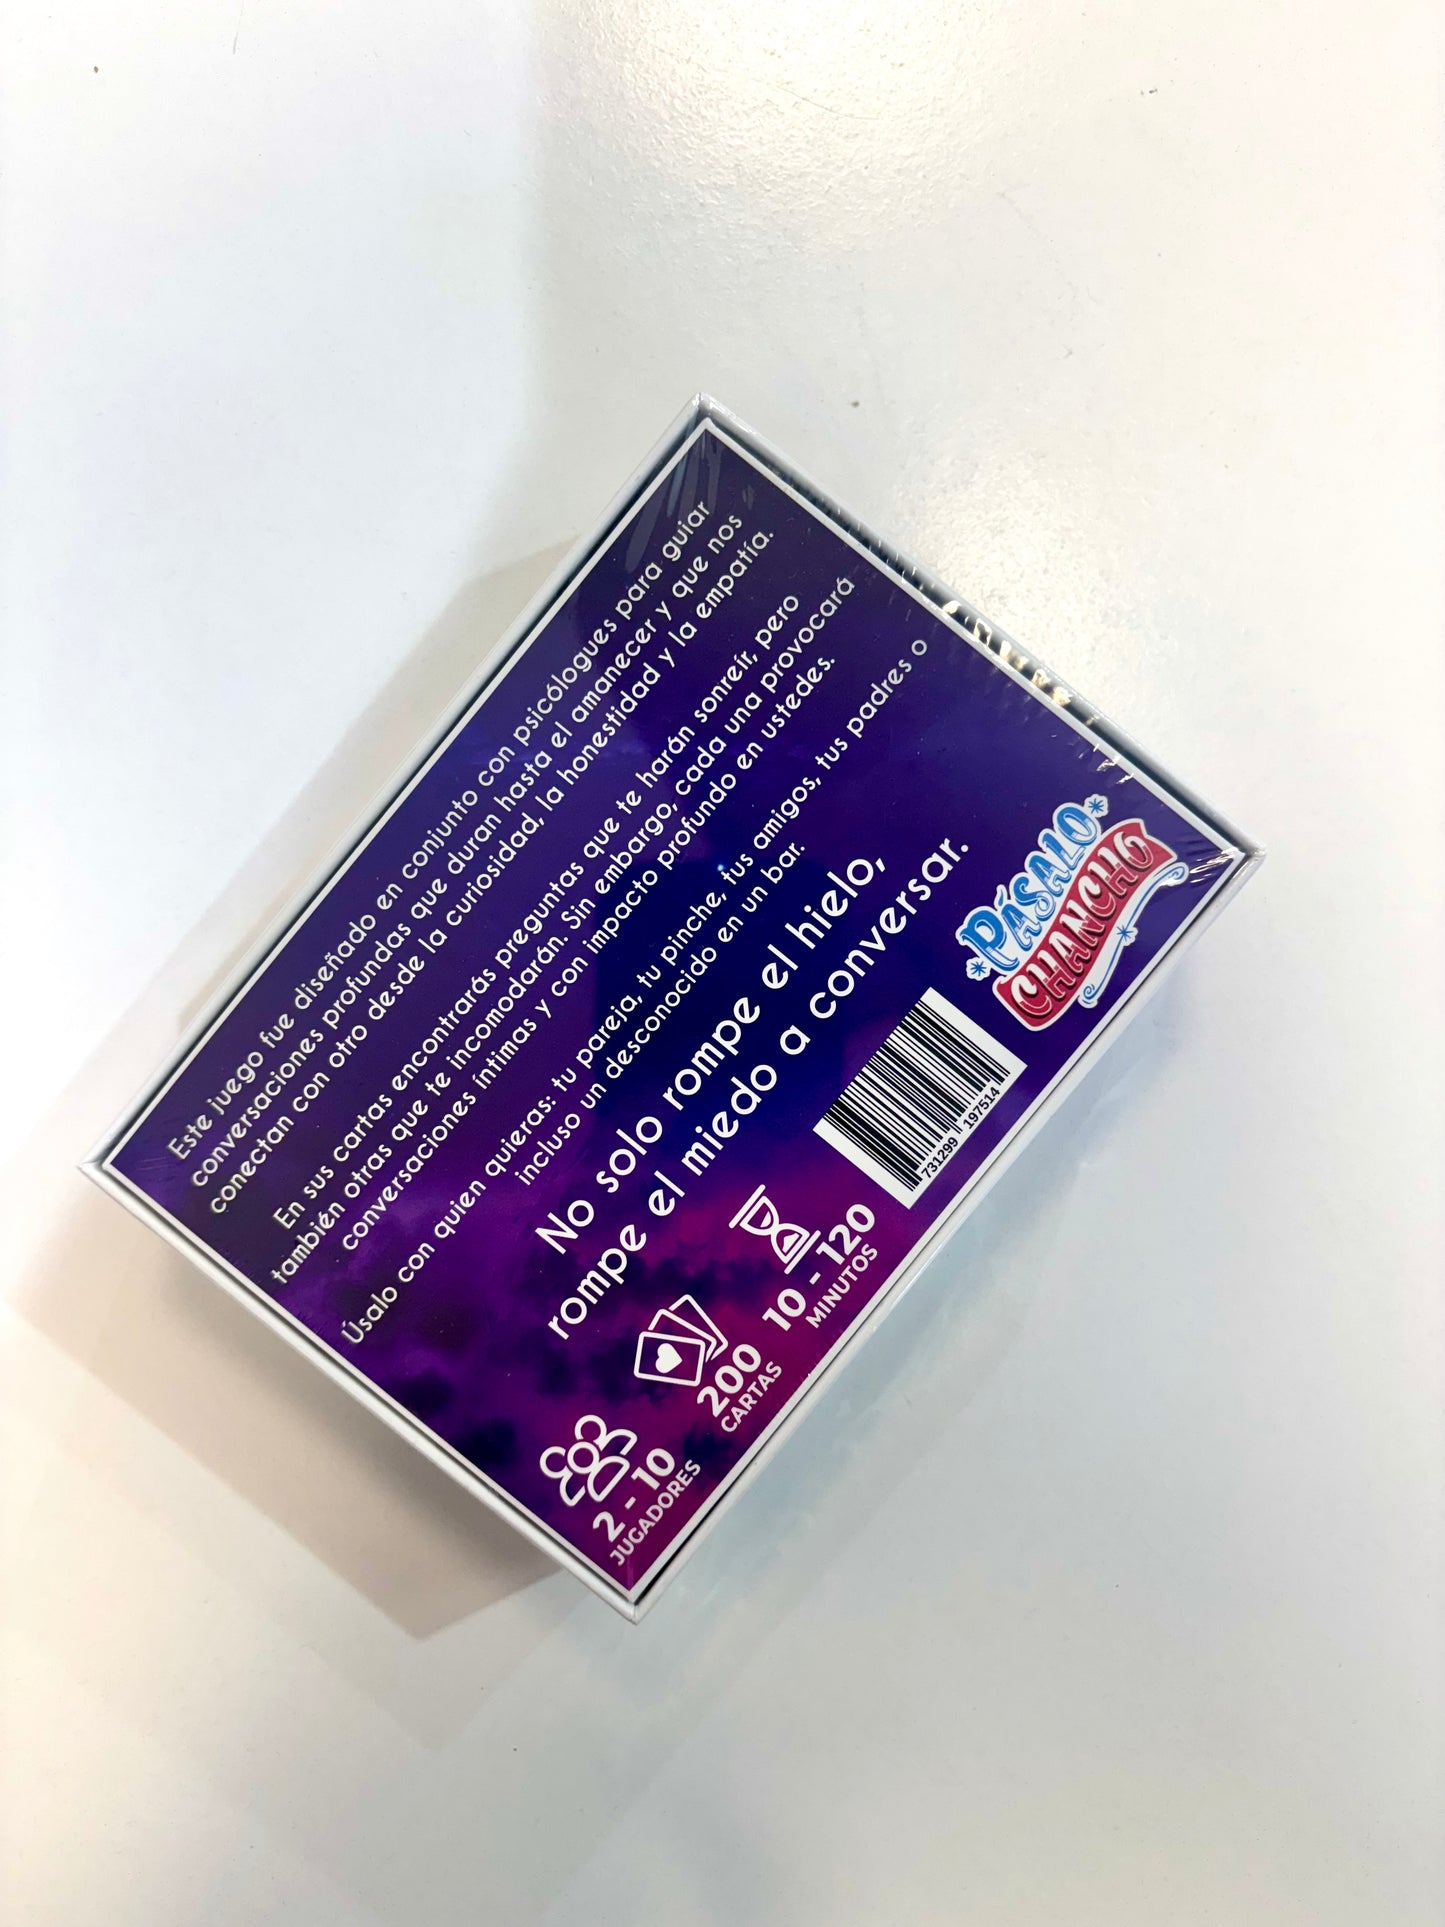 Este juego fue diseñado en conjunto con psicólogues para guiar
conversaciones profundas que duran hasta el amanecer y que nos
conectan con otro desde la curiosidad, la honestidad y la empatía.
En sus cartas encontrarás preguntas que te harán sonreír, pero
también otras que te incomodarán. Sin embargo, cada una provocará
conversaciones íntimas y con impacto profundo en ustedes.
Úsalo con quien quieras: tu pareja, tu pinche, tus amigos, tus padres o
incluso un desconocido en un bar.
No solo rompe el hielo,
rompe el miedo a conversar.
2 - 10
JUGADORES
200
CARTAS
10 - 120
MINUTOS
731299 197514
PÁSALO
CHANCHO